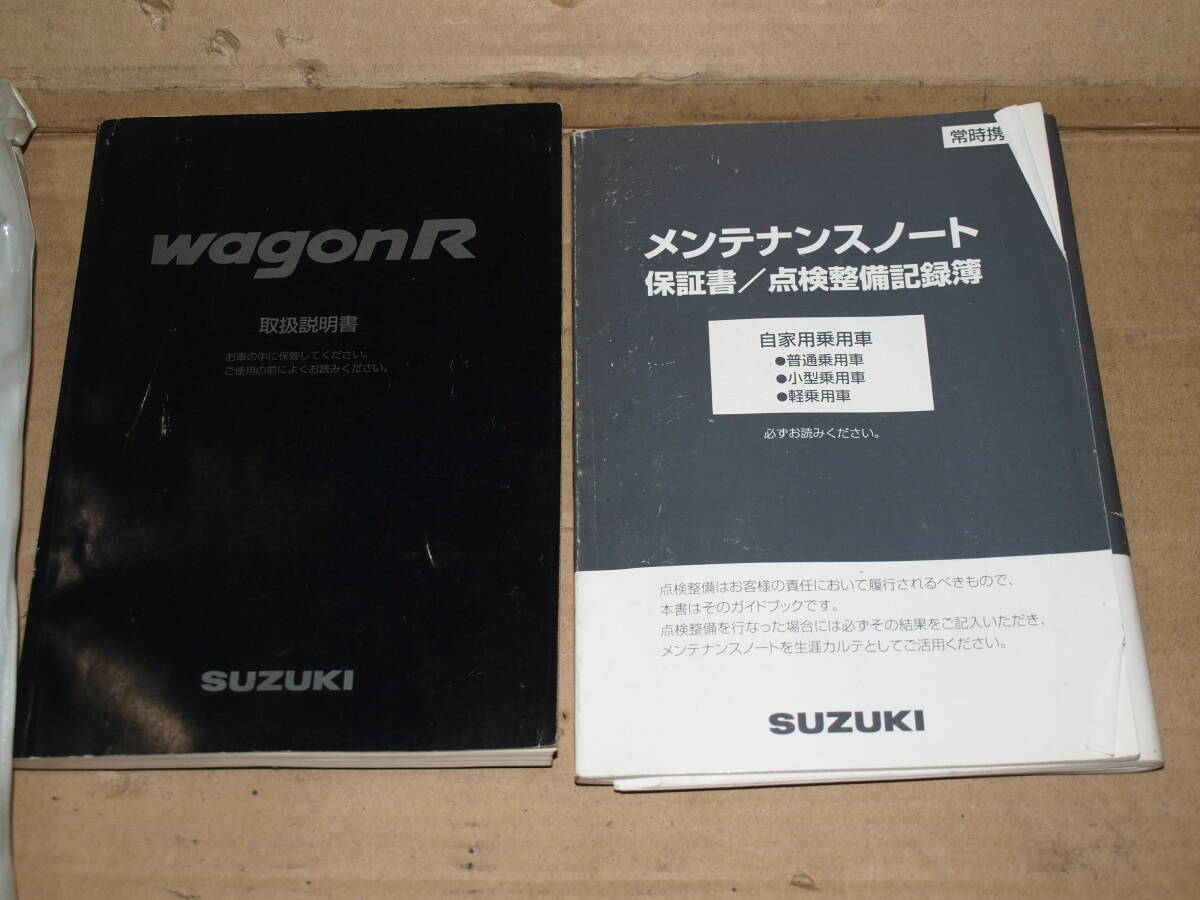 wagonR
取扱説明書
お車の中に保管してください。
ご使用の前によくお読みください。
SUZUKI
常時携
メンテナンスノート
保証書/点検整備記録簿
自家用乗用車
●普通乗用車
●小型乗用車
●軽乗用車
必ずお読みください。
点検整備はお客様の責任において履行されるべきもので、
本書はそのガイドブックです。
点検整備を行なった場合には必ずその結果をご記入いただき、
メンテナンスノートを生涯カルテとしてご活用ください。
SUZUKI